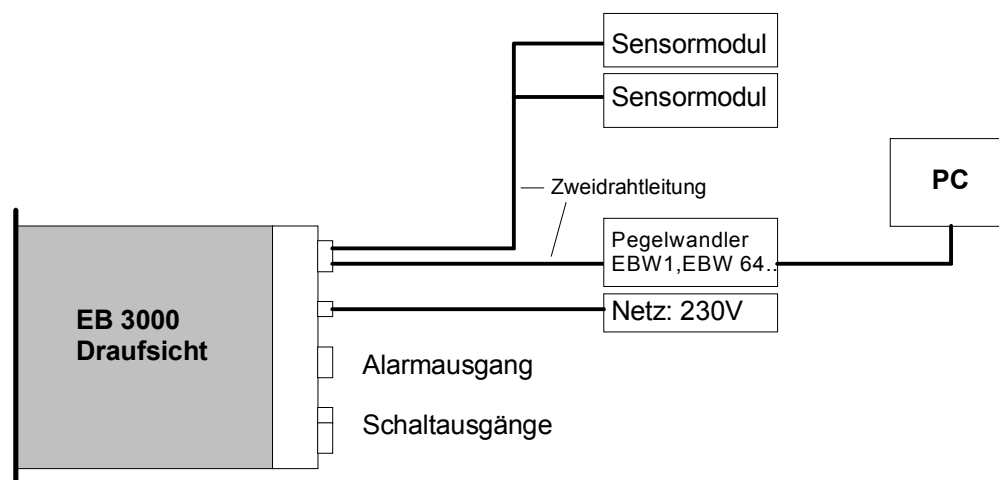 Sensormodul
Sensormodul
PC
Zweidrahtleitung
Pegelwandler
EBW1,EBW 64..
Netz: 230V
EB 3000
Draufsicht
Alarmausgang
Schaltausgänge